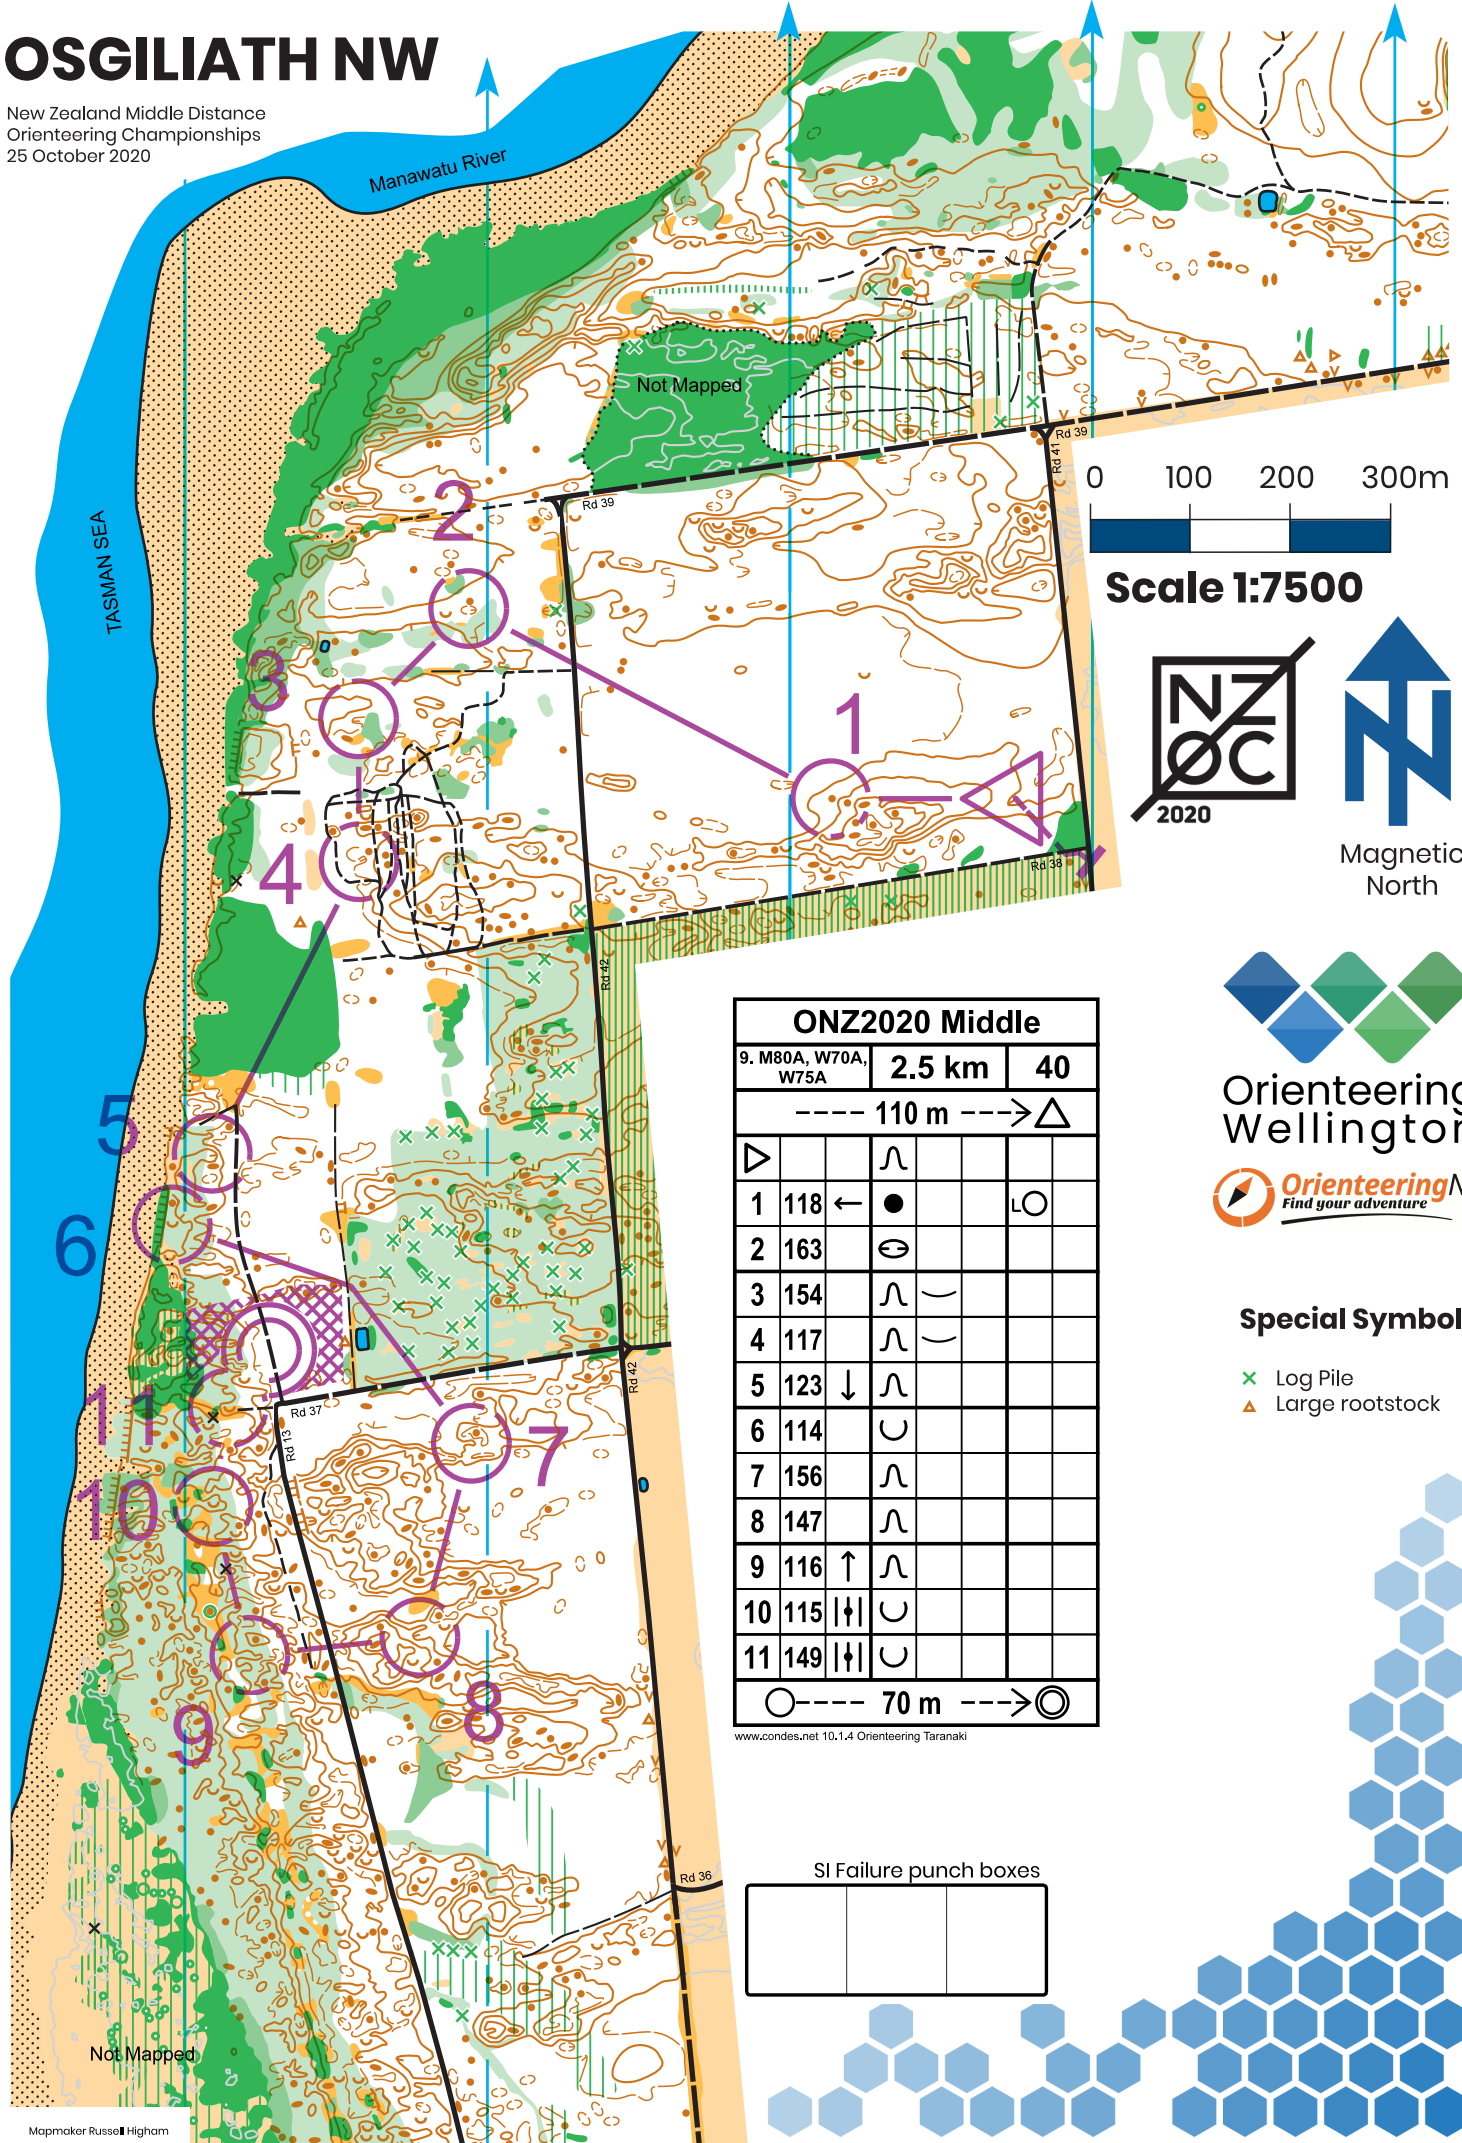 OSGILIATH NW
New Zealand Middle Distance
Orienteering Championships
25 October 2020
Manawatu River
TASMAN SEA
Not Mapped
Rd 39
Rd 41
Rd 39
0 100 200 300m
Scale 1:7500
NZ
OC
2020
N
Magnetic
North
2
3
1
4
Rd 38
Rd 42
5
6
11
10
Rd 37
Rd 13
Rd 42
7
9
8
Rd 36
Not Mapped
Mapmaker Russell Higham
ONZ2020 Middle
9. M80A, W70A, W75A 2.5 km 40
110 m
1 118
2 163
3 154
4 117
5 123
6 114
7 156
8 147
9 116
10 115
11 149
70 m
www.condes.net 10.1.4 Orienteering Taranaki
Orienteering
Wellington
OrienteeringN
Find your adventure
Special Symbol
Log Pile
Large rootstock
SI Failure punch boxes